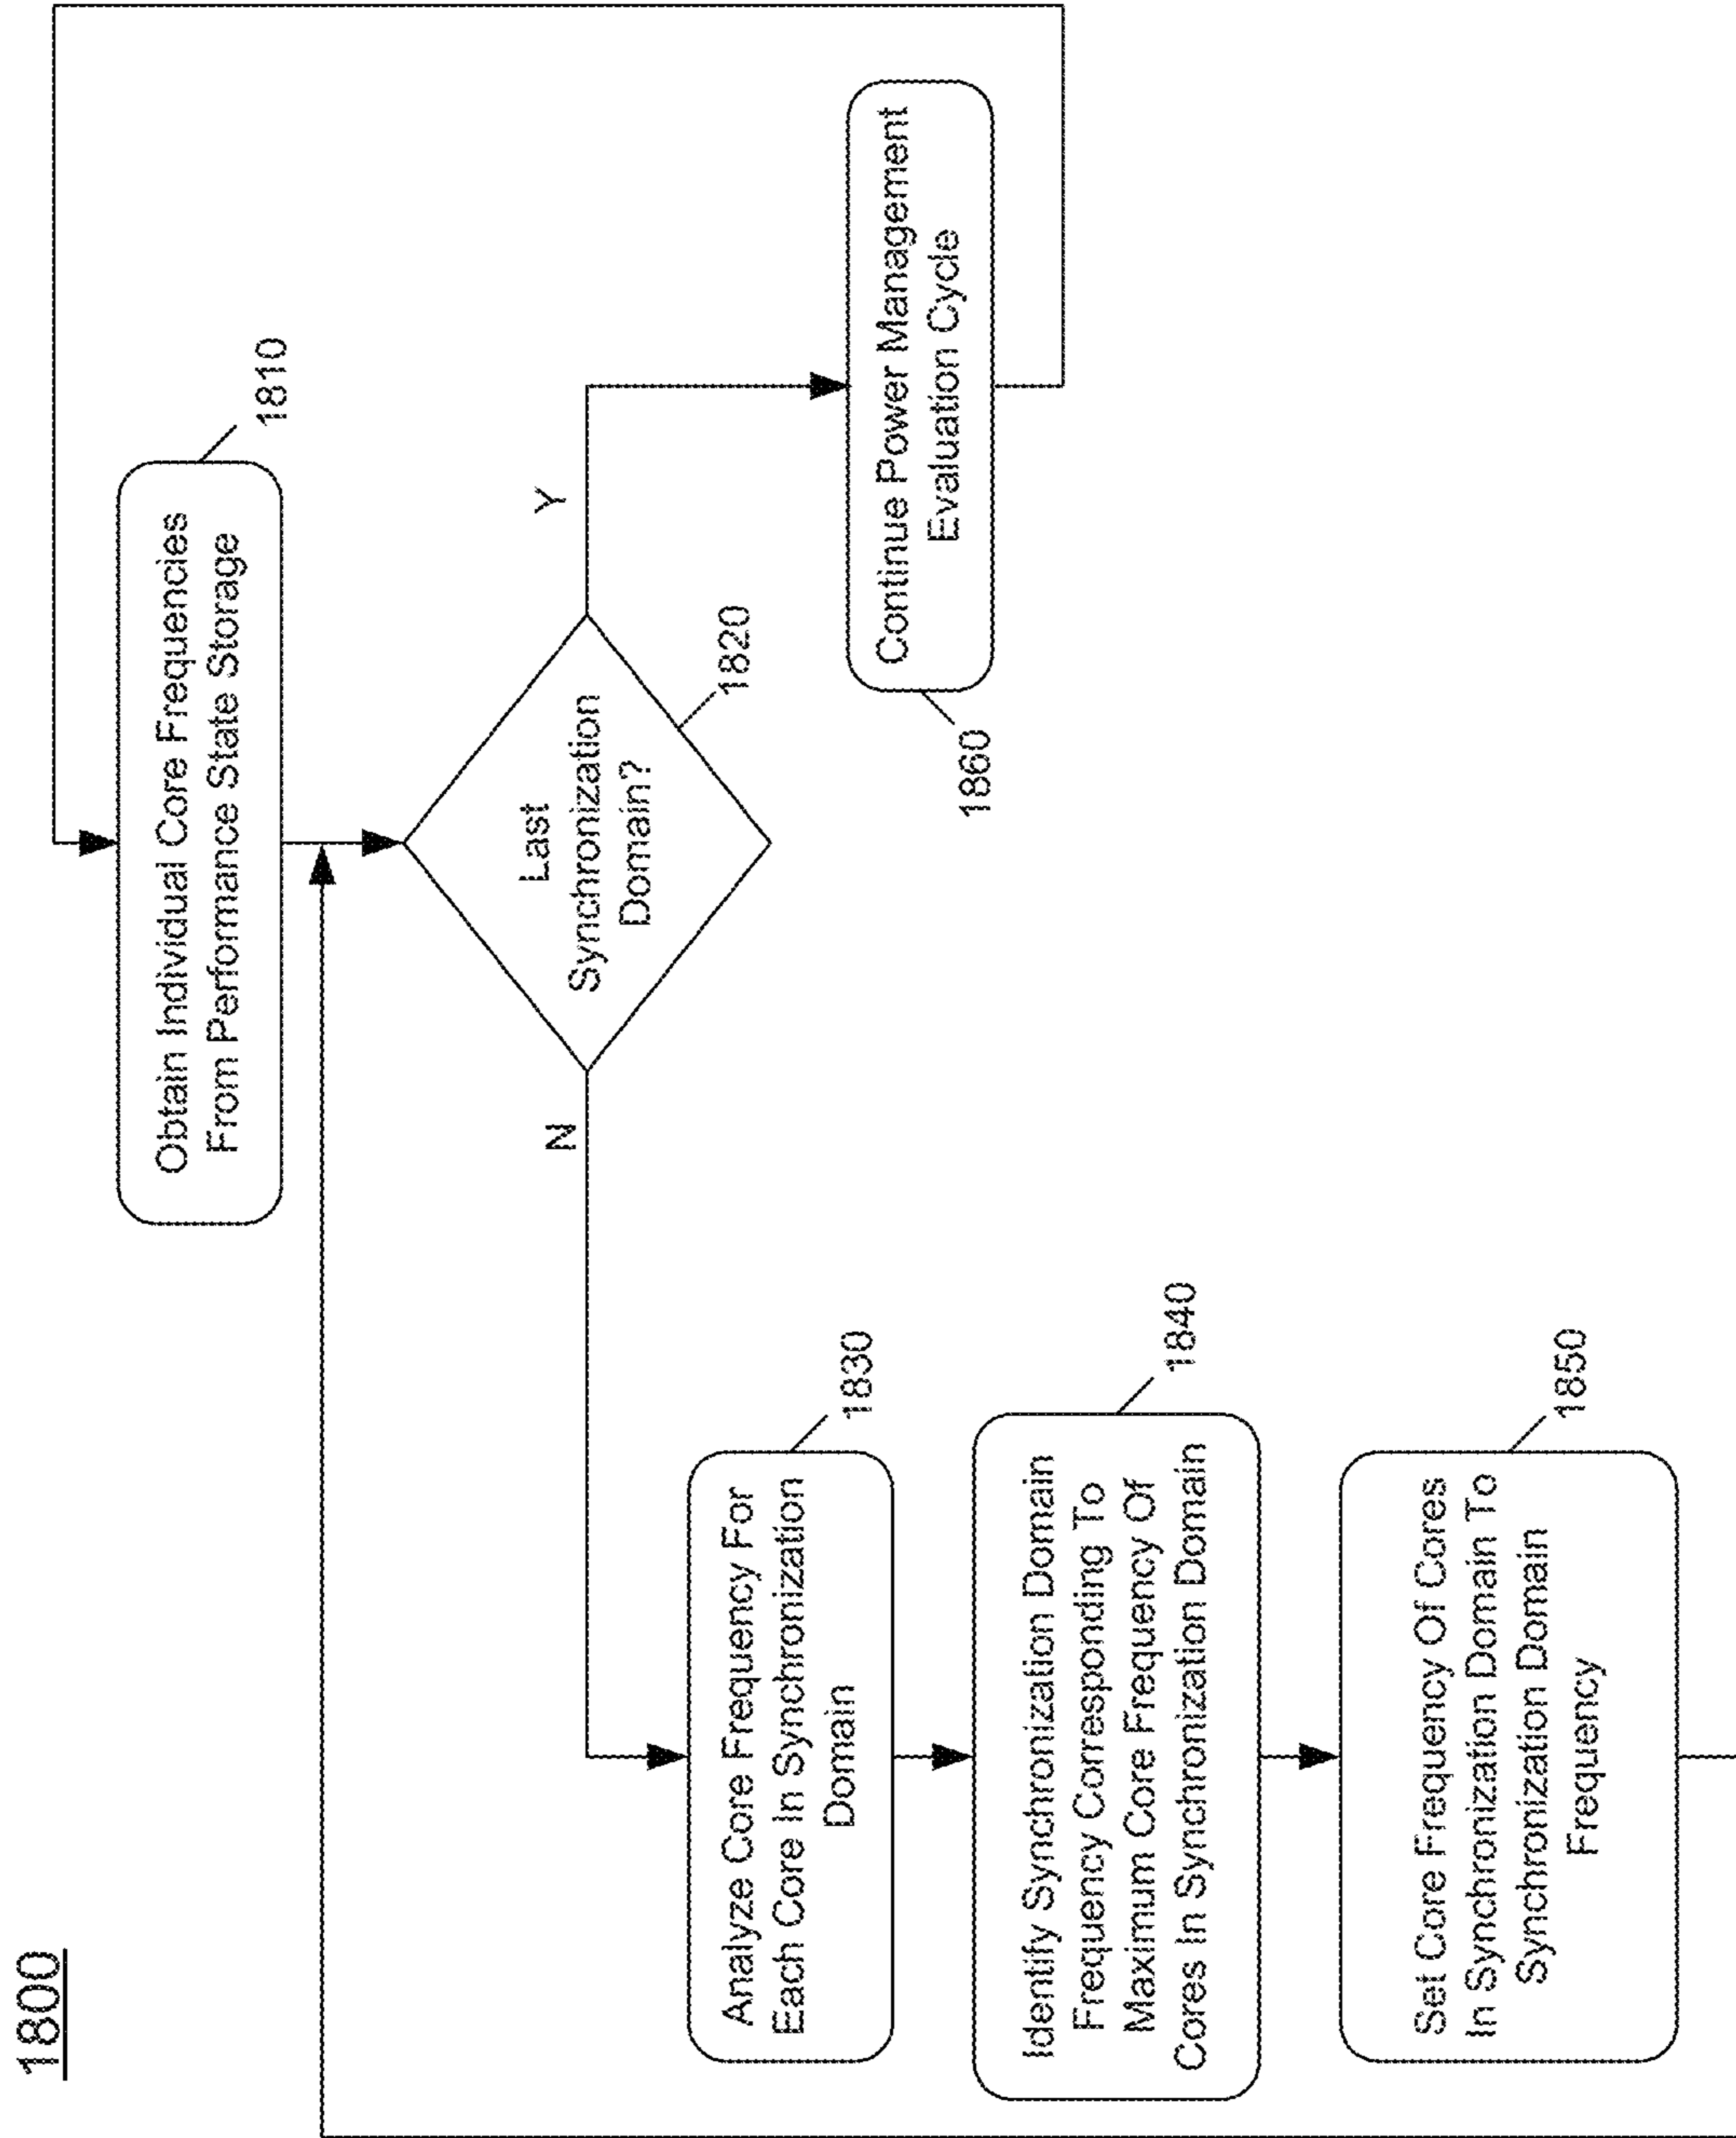 1800
Obtain Individual Core Frequencies
From Performance State Storage
1810
Last
Synchronization
Domain?
1820
N
Y
Analyze Core Frequency For
Each Core In Synchronization
Domain
1830
Identify Synchronization Domain
Frequency Corresponding To
Maximum Core Frequency Of
Cores In Synchronization Domain
1840
Set Core Frequency Of Cores
In Synchronization Domain To
Synchronization Domain
Frequency
1850
Continue Power Management
Evaluation Cycle
1860